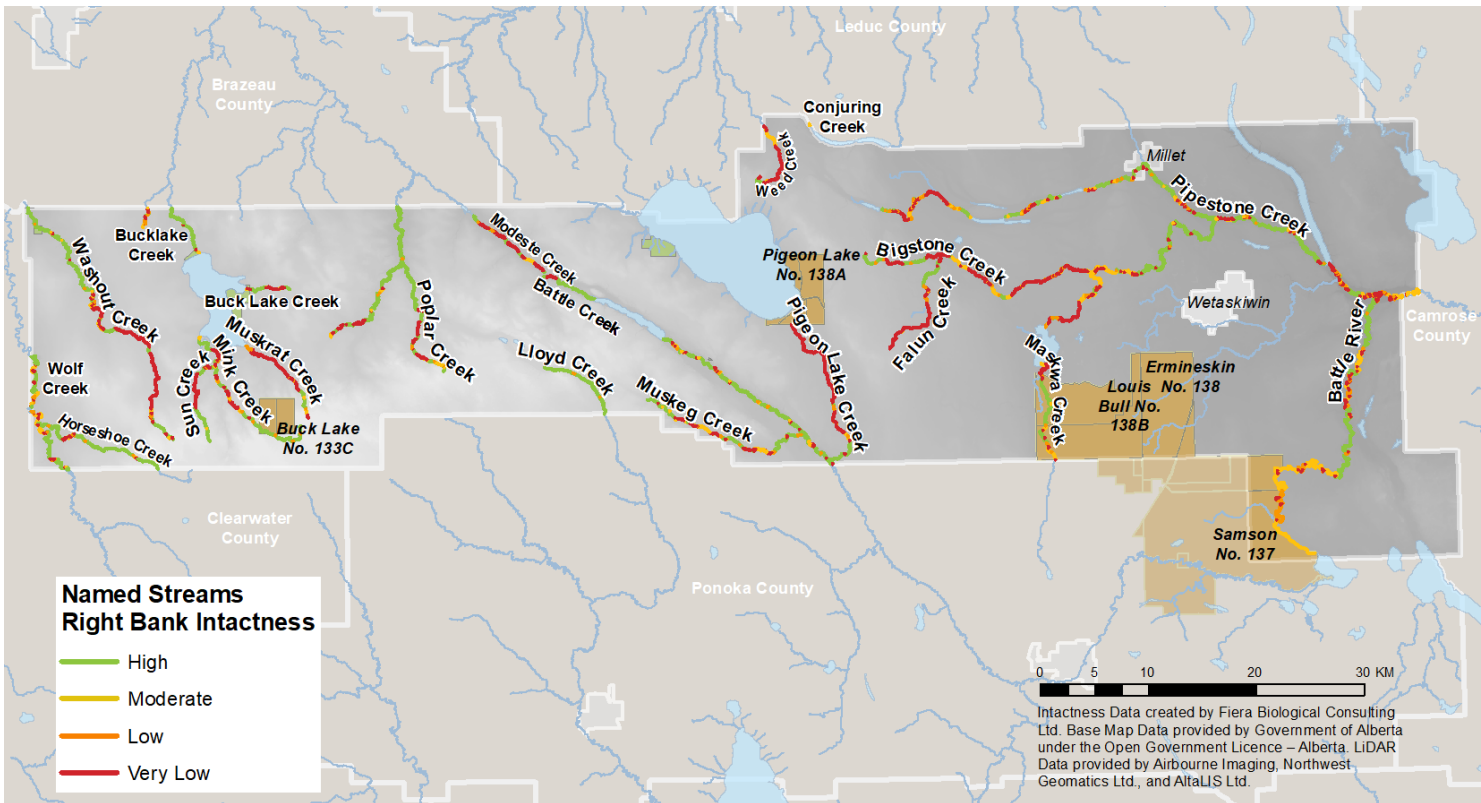 Leduc County
Brazeau
County
Conjuring
Creek
Weed Creek
Millet
Pipestone Creek
Bucklake
Creek
Washout Creek
Modeste Creek
Pigeon Lake
No. 138A
Bigstone Creek
Buck Lake Creek
Battle Creek
Wetaskiwin
Camrose
County
Poplar Creek
Muskrat Creek
Mink Creek
Sunn Creek
Wolf
Creek
Lloyd Creek
Pigeon Lake Creek
Falun Creek
Maskwa Creek
Ermineskin
No. 138
Louis
Bull No.
138B
Battle River
Muskeg Creek
Horseshoe Creek
Buck Lake
No. 133C
Clearwater
County
Samson
No. 137
Ponoka County
Named Streams
Right Bank Intactness
High
Moderate
Low
Very Low
0 5 10 20 30 KM
Intactness Data created by Fiera Biological Consulting
Ltd. Base Map Data provided by Government of Alberta
under the Open Government Licence – Alberta. LiDAR
Data provided by Airbourne Imaging, Northwest
Geomatics Ltd., and AltaLIS Ltd.